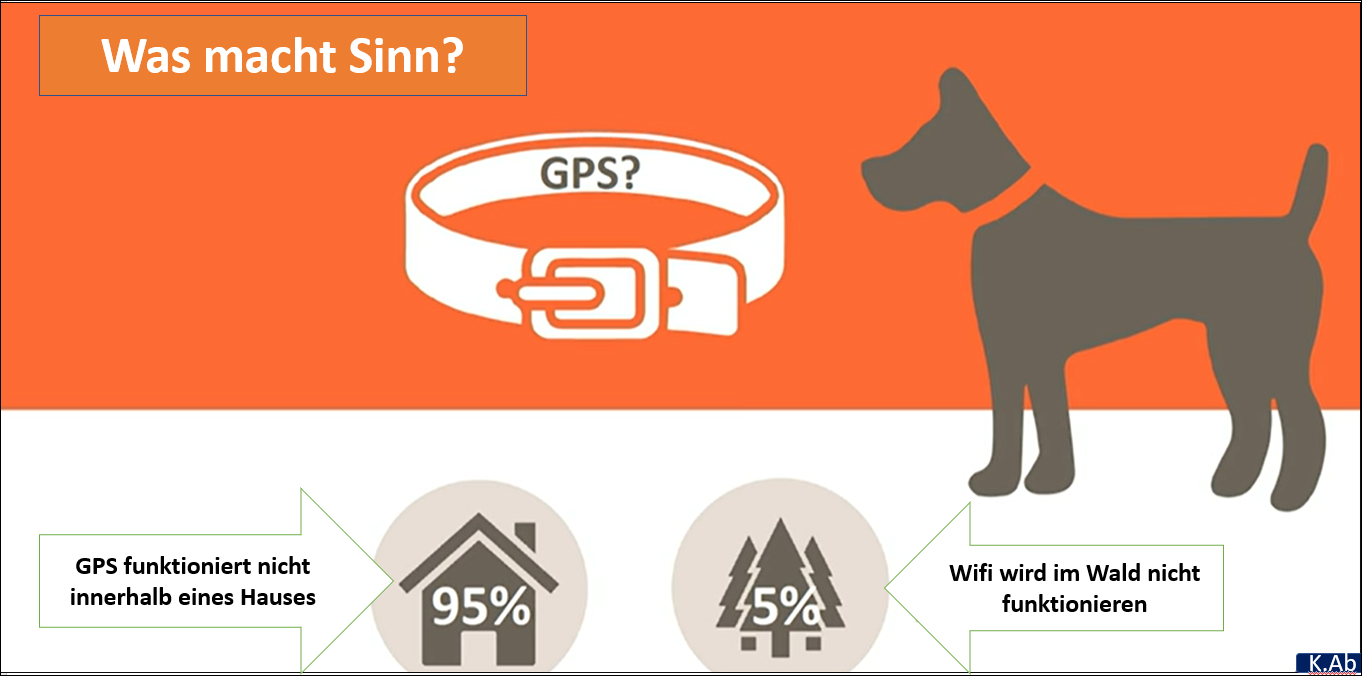 Was macht Sinn?
GPS?
GPS funktioniert nicht
innerhalb eines Hauses
95%
5%
Wifi wird im Wald nicht
funktionieren
K.Ab